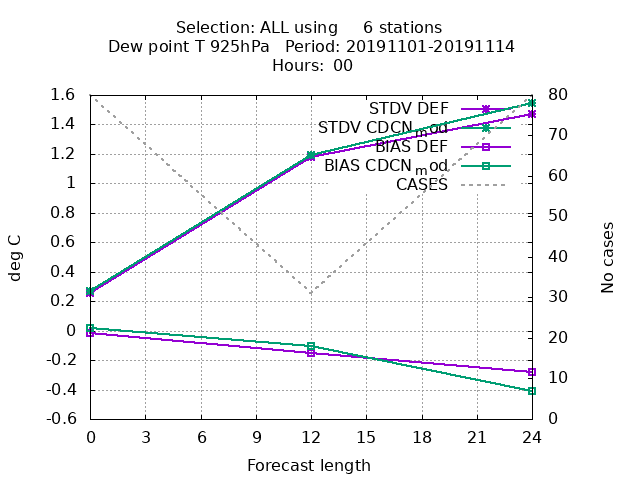 Selection: ALL using     6 stations
Dew point T 925hPa   Period: 20191101-20191114
Hours: 00
STDV DEF
STDV CDCN_mod
BIAS DEF
BIAS CDCN_mod
CASES
1.6
1.4
1.2
1
0.8
0.6
0.4
0.2
0
-0.2
-0.4
-0.6
deg C
80
70
60
50
40
30
20
10
0
No cases
0 3 6 9 12 15 18 21 24
Forecast length